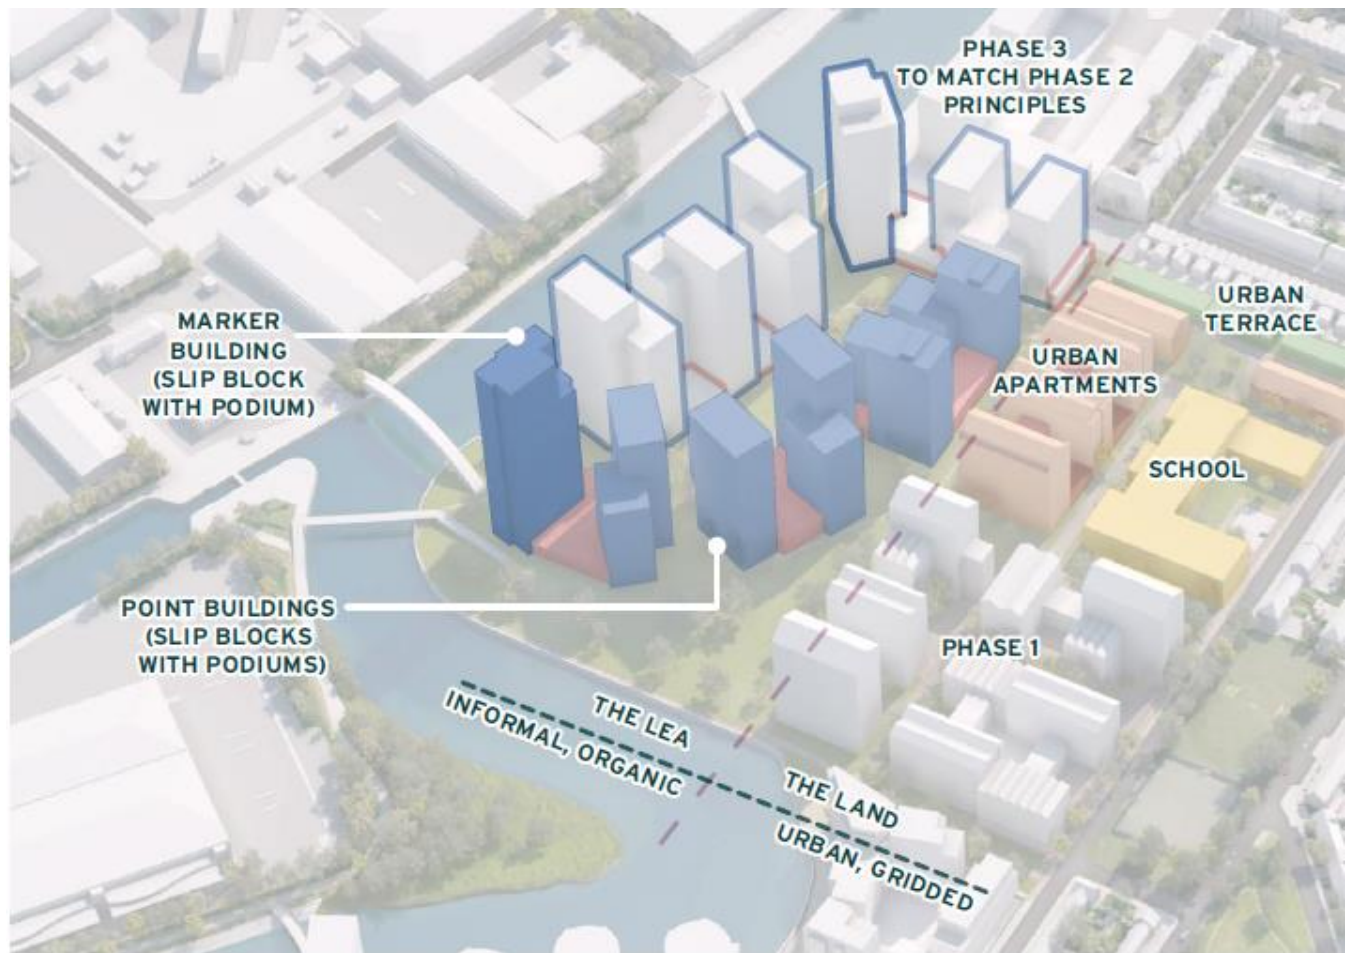 PHASE 3
TO MATCH PHASE 2
PRINCIPLES
MARKER
BUILDING
(SLIP BLOCK
WITH PODIUM)
URBAN
TERRACE
URBAN
APARTMENTS
SCHOOL
POINT BUILDINGS
(SLIP BLOCKS
WITH PODIUMS)
PHASE 1
THE LEA
INFORMAL, ORGANIC
THE LAND
URBAN, GRIDDED